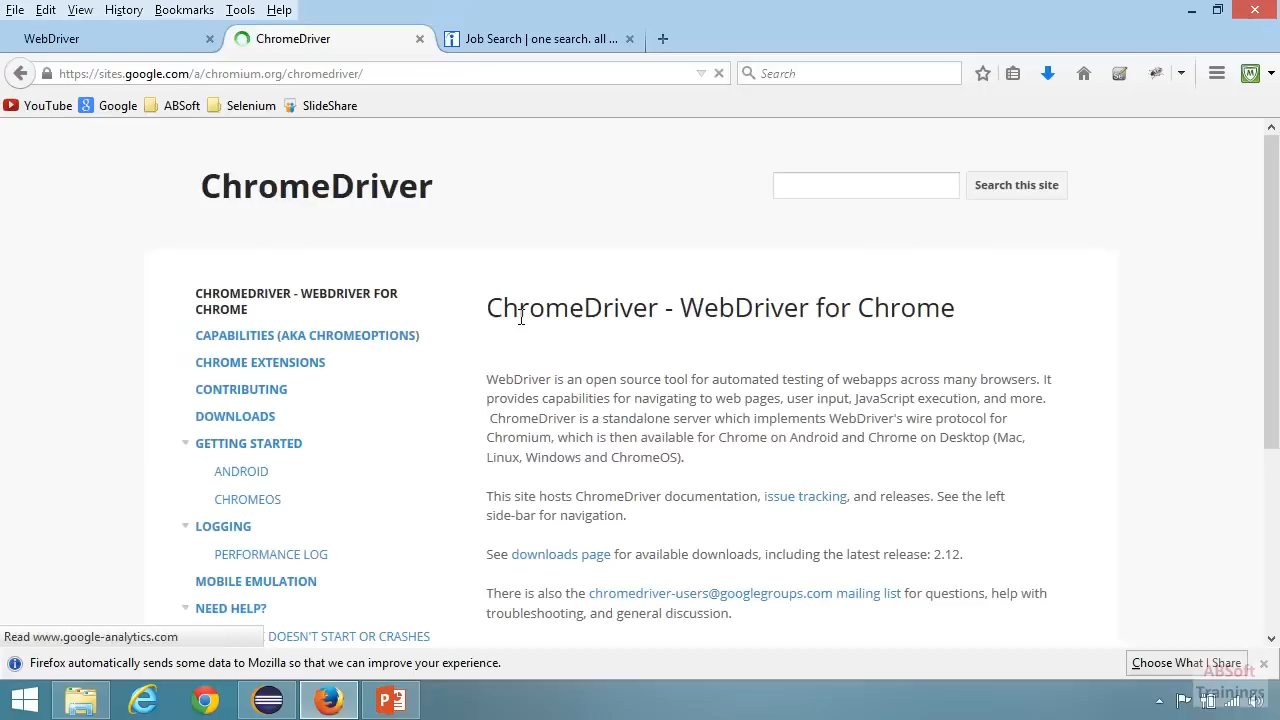 File Edit View History Bookmarks Tools Help
WebDriver ChromeDriver Job Search | one search. all ...
https://sites.google.com/a/chromium.org/chromedriver/ Search
YouTube Google ABSoft Selenium SlideShare
ChromeDriver
Search this site
CHROMEDRIVER - WEBDRIVER FOR
CHROME
CAPABILITIES (AKA CHROMEOPTIONS)
CHROME EXTENSIONS
CONTRIBUTING
DOWNLOADS
GETTING STARTED
ANDROID
CHROMEOS
LOGGING
PERFORMANCE LOG
MOBILE EMULATION
NEED HELP?
DOESN'T START OR CRASHES
ChromeDriver - WebDriver for Chrome
WebDriver is an open source tool for automated testing of webapps across many browsers. It
provides capabilities for navigating to web pages, user input, JavaScript execution, and more.
ChromeDriver is a standalone server which implements WebDriver's wire protocol for
Chromium, which is then available for Chrome on Android and Chrome on Desktop (Mac,
Linux, Windows and ChromeOS).
This site hosts ChromeDriver documentation, issue tracking, and releases. See the left
side-bar for navigation.
See downloads page for available downloads, including the latest release: 2.12.
There is also the chromedriver-users@googlegroups.com mailing list for questions, help with
troubleshooting, and general discussion.
Read www.google-analytics.com
Firefox automatically sends some data to Mozilla so that we can improve your experience.
Choose What I Share
ABSoft
Trainings